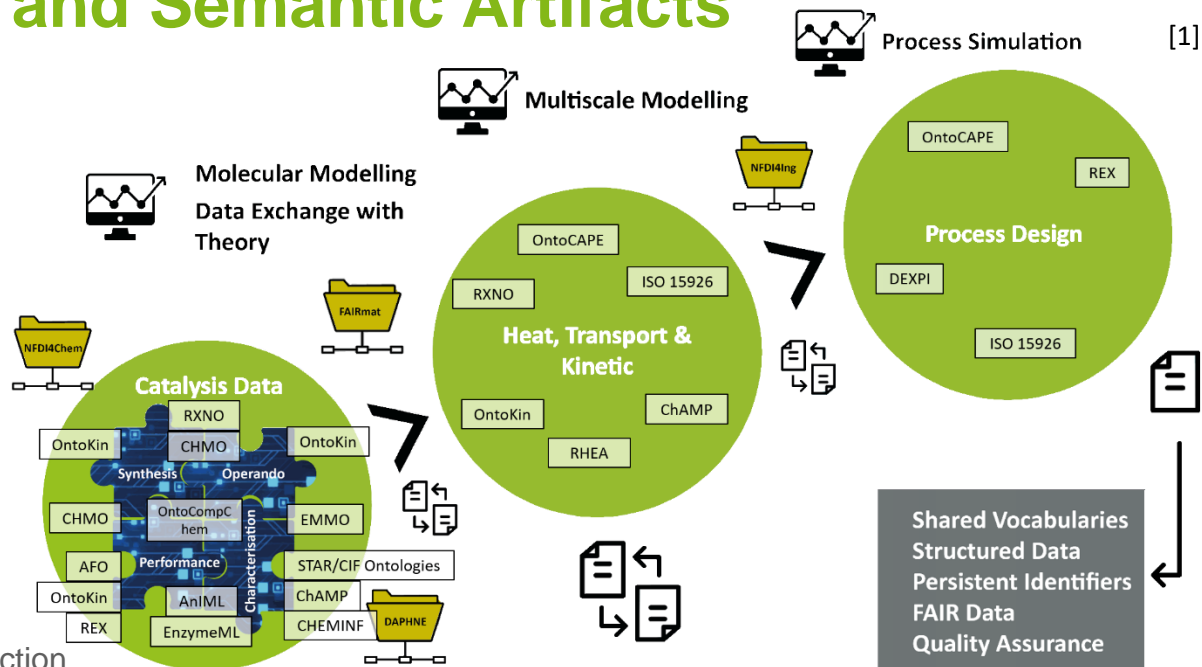 and Semantic Artifacts
[1]
Process Simulation
Multiscale Modelling
Molecular Modelling
Data Exchange with
Theory
NFDI4Chem
FAIRmat
NFDI4Ing
DAPHNE
Catalysis Data
RXNO
CHMO
OntoKin
OntoKin
Synthesis
Operando
CHMO
OntoCompC
hem
EMMO
Characterisation
AFO
Performance
STAR/CIF Ontologies
OntoKin
AnIML
ChAMP
REX
EnzymeML
CHEMINF
OntoCAPE
RXNO
ISO 15926
Heat, Transport &
Kinetic
OntoKin
ChAMP
RHEA
OntoCAPE
REX
Process Design
DEXPI
ISO 15926
Shared Vocabularies
Structured Data
Persistent Identifiers
FAIR Data
Quality Assurance
ction